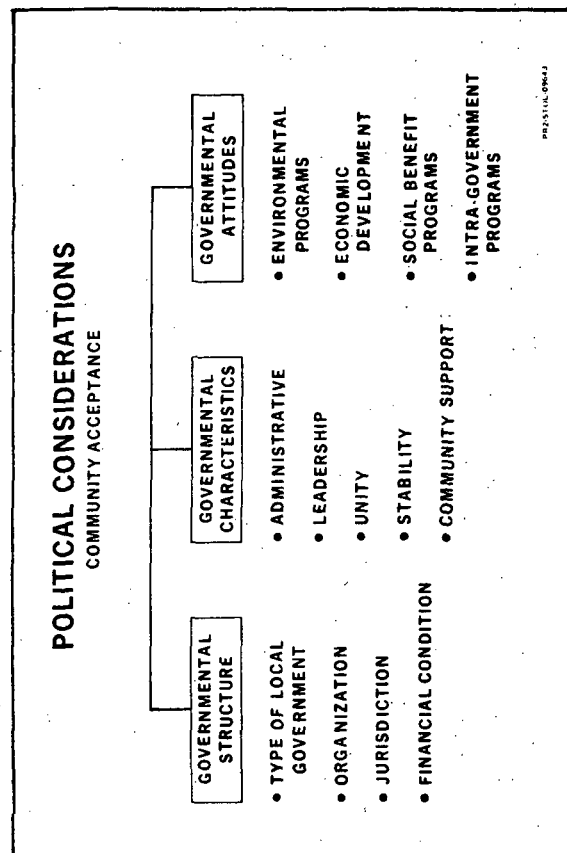 POLITICAL CONSIDERATIONS
COMMUNITY ACCEPTANCE
GOVERNMENTAL
STRUCTURE
• TYPE OF LOCAL
GOVERNMENT
• ORGANIZATION
• JURISDICTION
• FINANCIAL CONDITION
GOVERNMENTAL
CHARACTERISTICS
• ADMINISTRATIVE
• LEADERSHIP
• UNITY
• STABILITY
• COMMUNITY SUPPORT
GOVERNMENTAL
ATTITUDES
• ENVIRONMENTAL
PROGRAMS
• ECONOMIC
DEVELOPMENT
• SOCIAL BENEFIT
PROGRAMS
• INTRA-GOVERNMENT
PROGRAMS